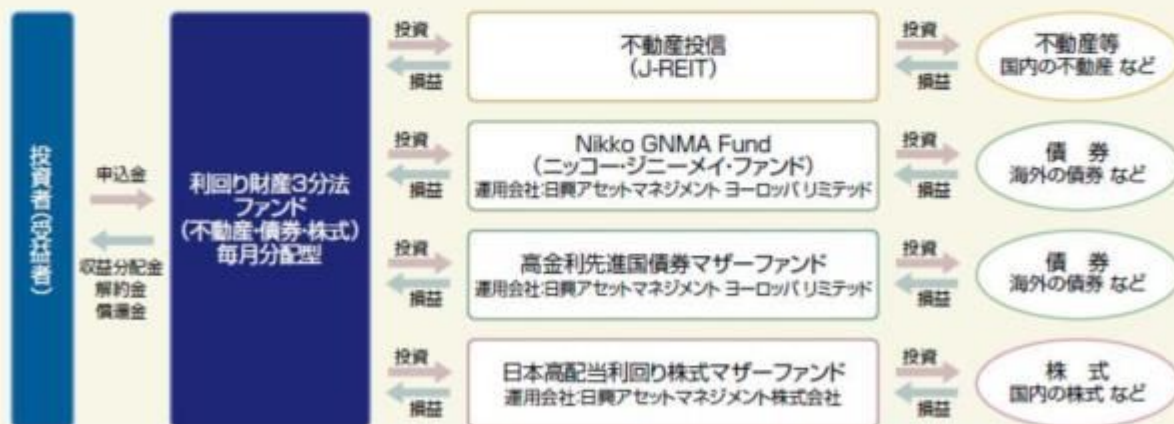 投資者(受益者)
申込金
収益分配金
解約金
償還金
利回り財産3分法
ファンド
(不動産・債券・株式)
毎月分配型
投資
損益
不動産投信
(J-REIT)
投資
損益
不動産等
国内の不動産 など
投資
損益
Nikko GNMA Fund
(ニッコー・ジニーメイ・ファンド)
運用会社:日興アセットマネジメント ヨーロッパ リミテッド
投資
損益
債 券
海外の債券 など
投資
損益
高金利先進国債券マザーファンド
運用会社:日興アセットマネジメント ヨーロッパ リミテッド
投資
損益
債 券
海外の債券 など
投資
損益
日本高配当利回り株式マザーファンド
運用会社:日興アセットマネジメント株式会社
投資
損益
株 式
国内の株式 など